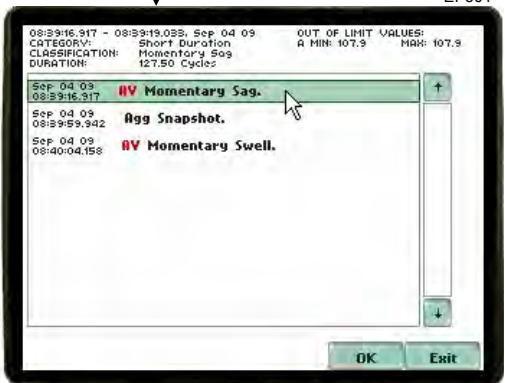 08:39:16.917 - 08:39:19.033, Sep 04 09
CATEGORY: Short Duration
CLASSIFICATION: Momentary Sag
DURATION: 127.50 Cycles
OUT OF LIMIT VALUES:
A MIN: 107.9 MAX: 107.9
Sep 04 09
08:39:16.917 AV Momentary Sag.
Sep 04 09
08:39:59.942 Agg Snapshot.
Sep 04 09
08:40:04.158 AV Momentary Swell.
OK Exit